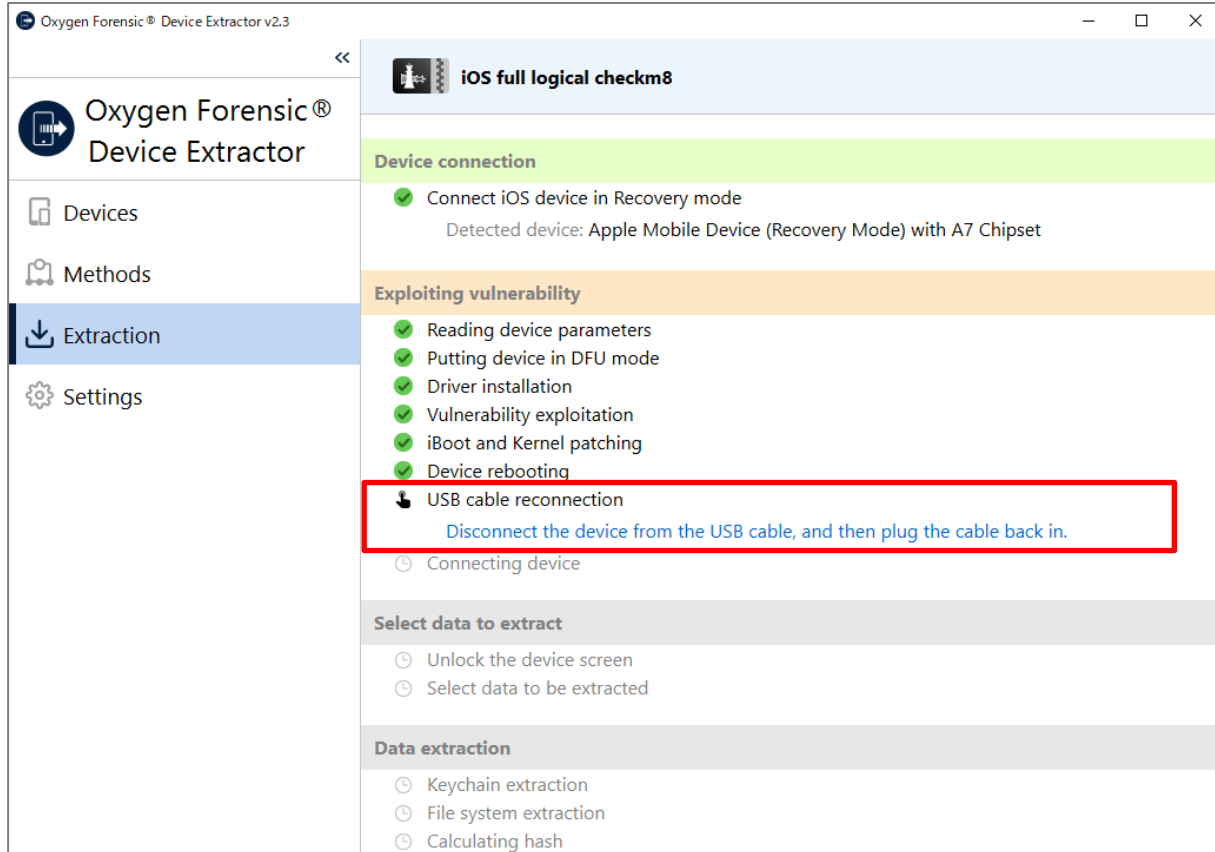 Oxygen Forensic® Device Extractor v2.3
Oxygen Forensic®
Device Extractor
Devices
Methods
Extraction
Settings
iOS full logical checkm8
Device connection
Connect iOS device in Recovery mode
Detected device: Apple Mobile Device (Recovery Mode) with A7 Chipset
Exploiting vulnerability
Reading device parameters
Putting device in DFU mode
Driver installation
Vulnerability exploitation
iBoot and Kernel patching
Device rebooting
USB cable reconnection
Disconnect the device from the USB cable, and then plug the cable back in.
Connecting device
Select data to extract
Unlock the device screen
Select data to be extracted
Data extraction
Keychain extraction
File system extraction
Calculating hash